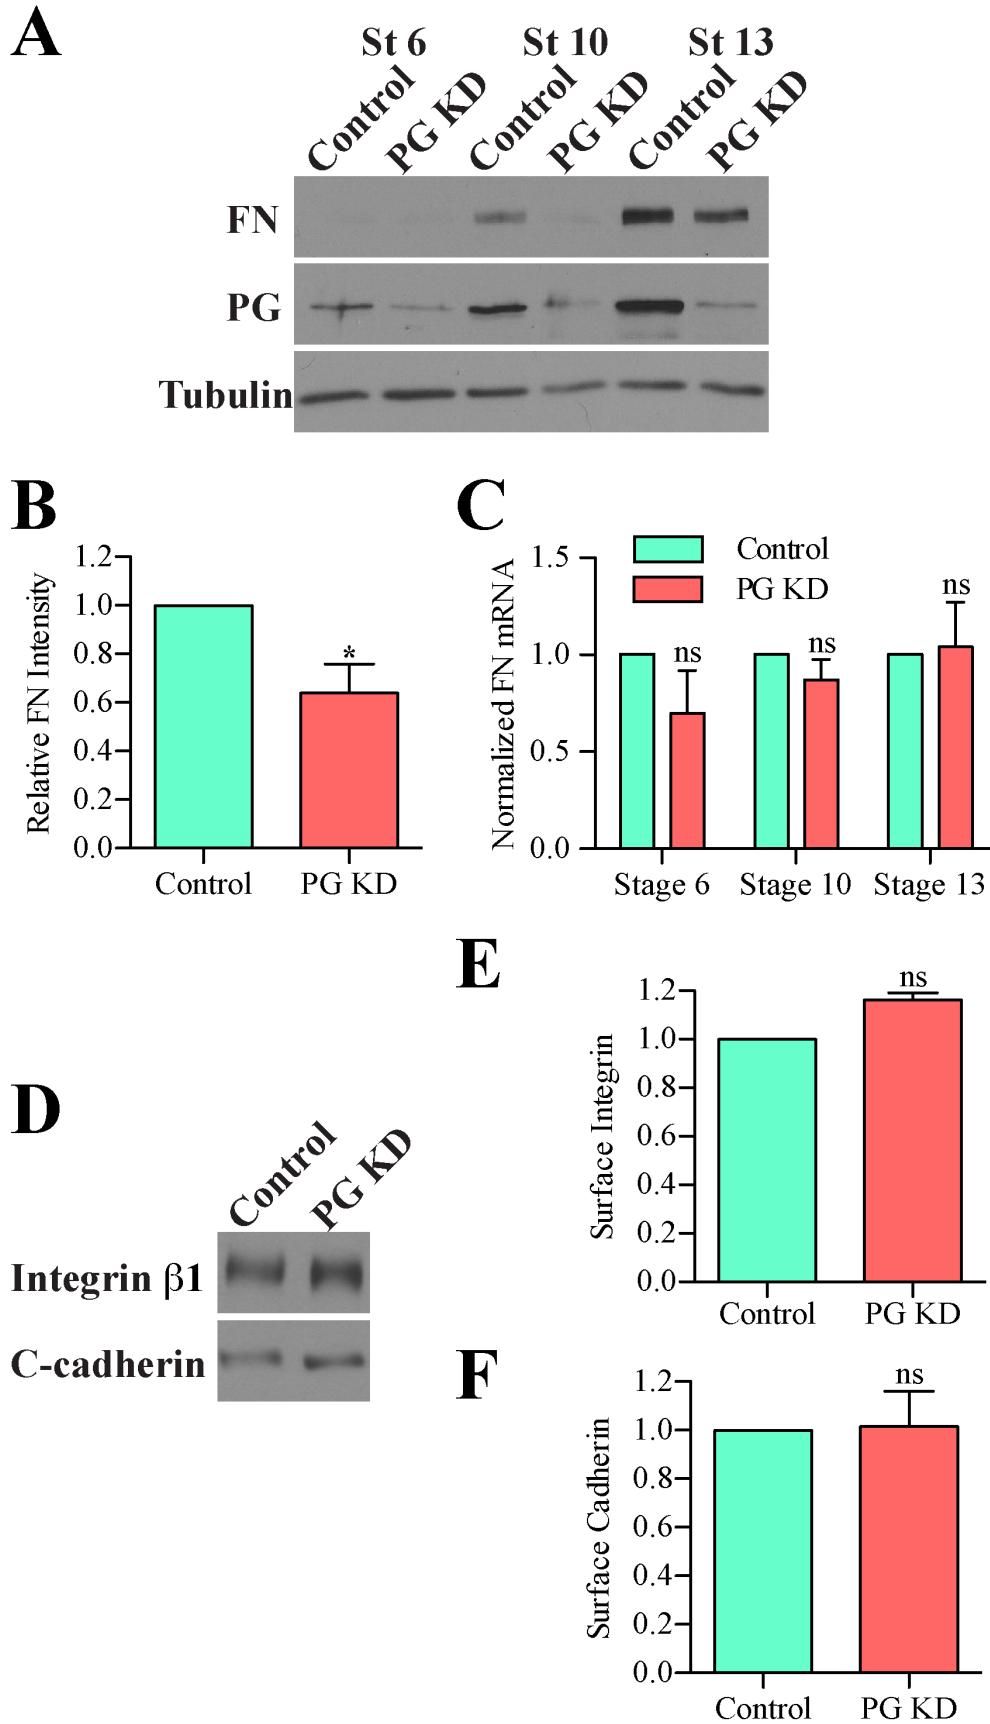 A
St 6 St 10 St 13
Control PG KD Control PG KD Control PG KD
FN
PG
Tubulin
B
1.2
1.0
0.8
0.6
0.4
0.2
0.0
Relative FN Intensity
*
Control PG KD
C
Control
PG KD
1.5
1.0
0.5
0.0
Normalized FN mRNA
ns
ns
ns
Stage 6 Stage 10 Stage 13
D
Control PG KD
Integrin β1
C-cadherin
E
1.2
1.0
0.8
0.6
0.4
0.2
0.0
Surface Integrin
ns
Control PG KD
F
1.2
1.0
0.8
0.6
0.4
0.2
0.0
Surface Cadherin
ns
Control PG KD